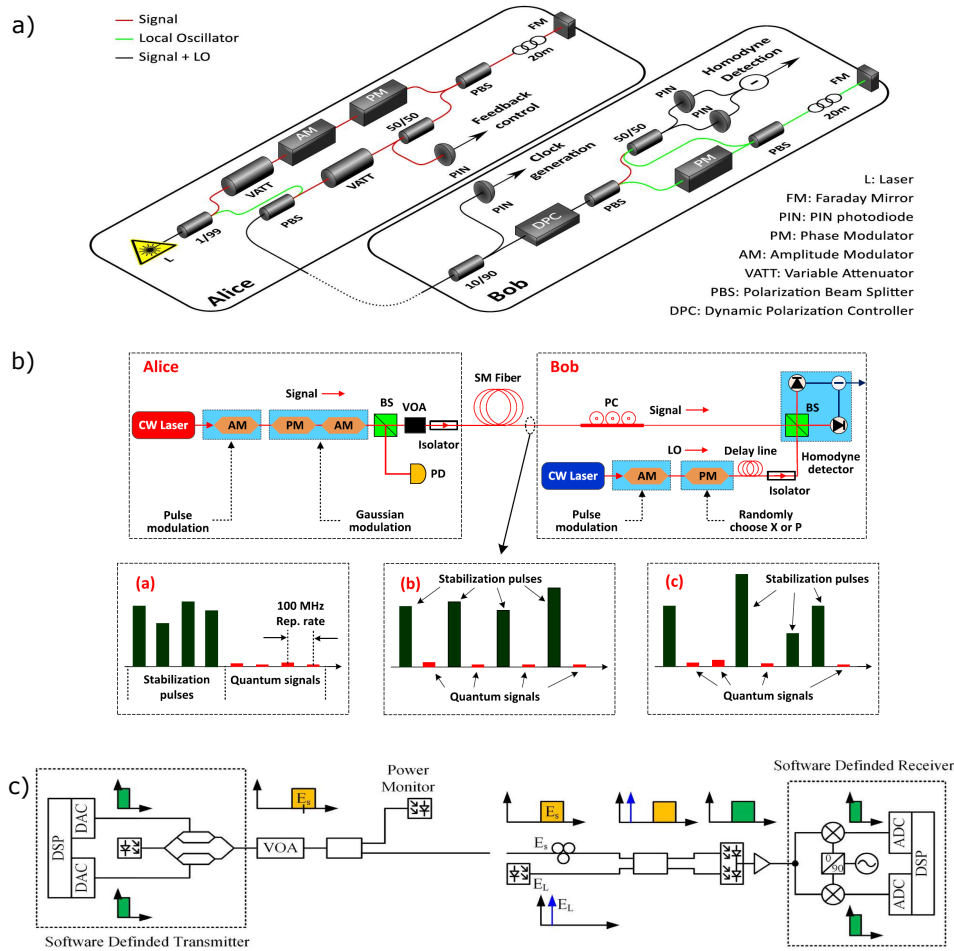 a)
Signal
Local Oscillator
Signal + LO
FM
20m
PBS
PM
AM
50/50
Feedback
control
PIN
VATT
VATT
PBS
1/99
L
Alice
Homodyne
Detection
PIN
PIN
50/50
FM
20m
PBS
PM
PBS
Clock
generation
PIN
DPC
10/90
Bob
L: Laser
FM: Faraday Mirror
PIN: PIN photodiode
PM: Phase Modulator
AM: Amplitude Modulator
VATT: Variable Attenuator
PBS: Polarization Beam Splitter
DPC: Dynamic Polarization Controller
b)
Alice
Signal
CW Laser
AM
PM
AM
BS
VOA
Isolator
PD
Pulse
modulation
Gaussian
modulation
SM Fiber
Bob
PC
Signal
BS
LO
Delay line
Homodyne
detector
CW Laser
AM
PM
Isolator
Pulse
modulation
Randomly
choose X or P
(a)
100 MHz
Rep. rate
Stabilization
pulses
Quantum signals
(b)
Stabilization pulses
Quantum signals
(c)
Stabilization pulses
Quantum signals
c)
DSP
DAC
DAC
Es
VOA
Power
Monitor
Software Definded Transmitter
Es
Es
EL
EL
Software Definded Receiver
0
90
ADC
ADC
DSP